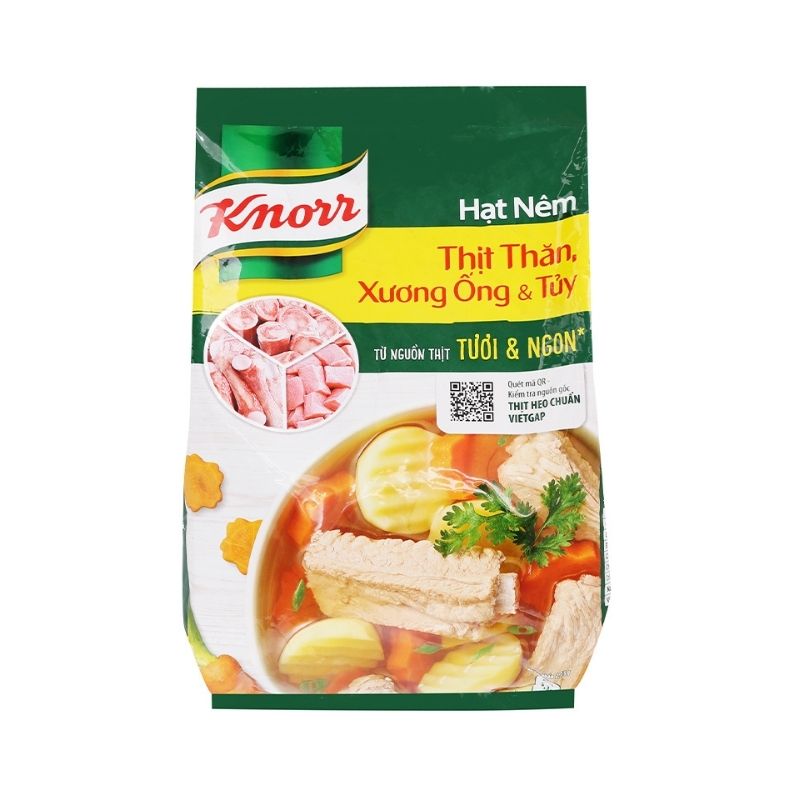 Knorr
Hạt Nêm
Thịt Thăn,
Xương Ống & Tủy
TỪ NGUỒN THỊT TƯƠI & NGON*
Quét mã QR -
Kiểm tra nguồn gốc
THỊT HEO CHUẨN
VIETGAP